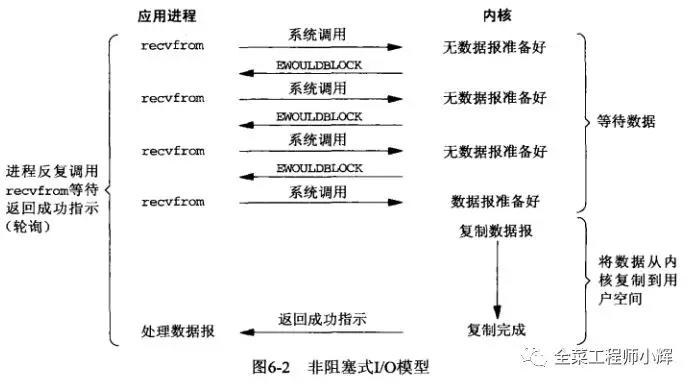 应用进程 内核
recvfrom 系统调用 无数据报准备好
EWOULDBLOCK
recvfrom 系统调用 无数据报准备好
EWOULDBLOCK
recvfrom 系统调用 无数据报准备好
EWOULDBLOCK
recvfrom 系统调用 数据报准备好
等待数据
进程反复调用
recvfrom等待
返回成功指示
(轮询)
复制数据报
将数据从内
核复制到用
户空间
处理数据报 返回成功指示 复制完成
图6-2 非阻塞式I/O模型
全菜工程师小辉